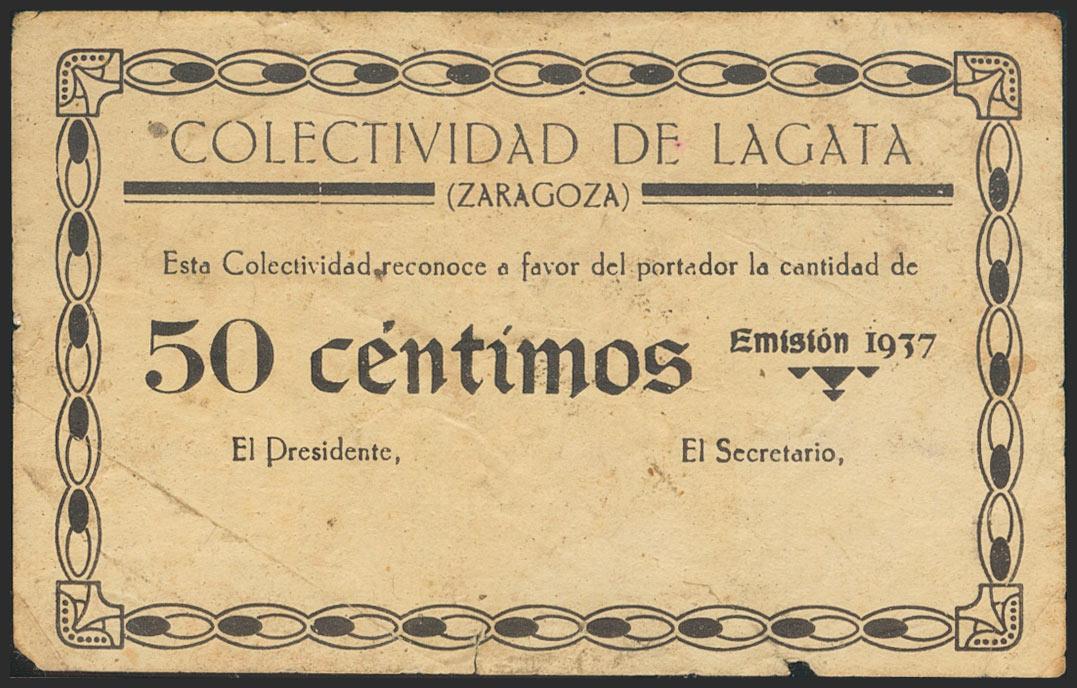 COLECTIVIDAD DE LAGATA
(ZARAGOZA)
Esta Colectividad reconoce a favor del portador la cantidad de
50 céntimos
Emisión 1937
El Presidente,
El Secretario,